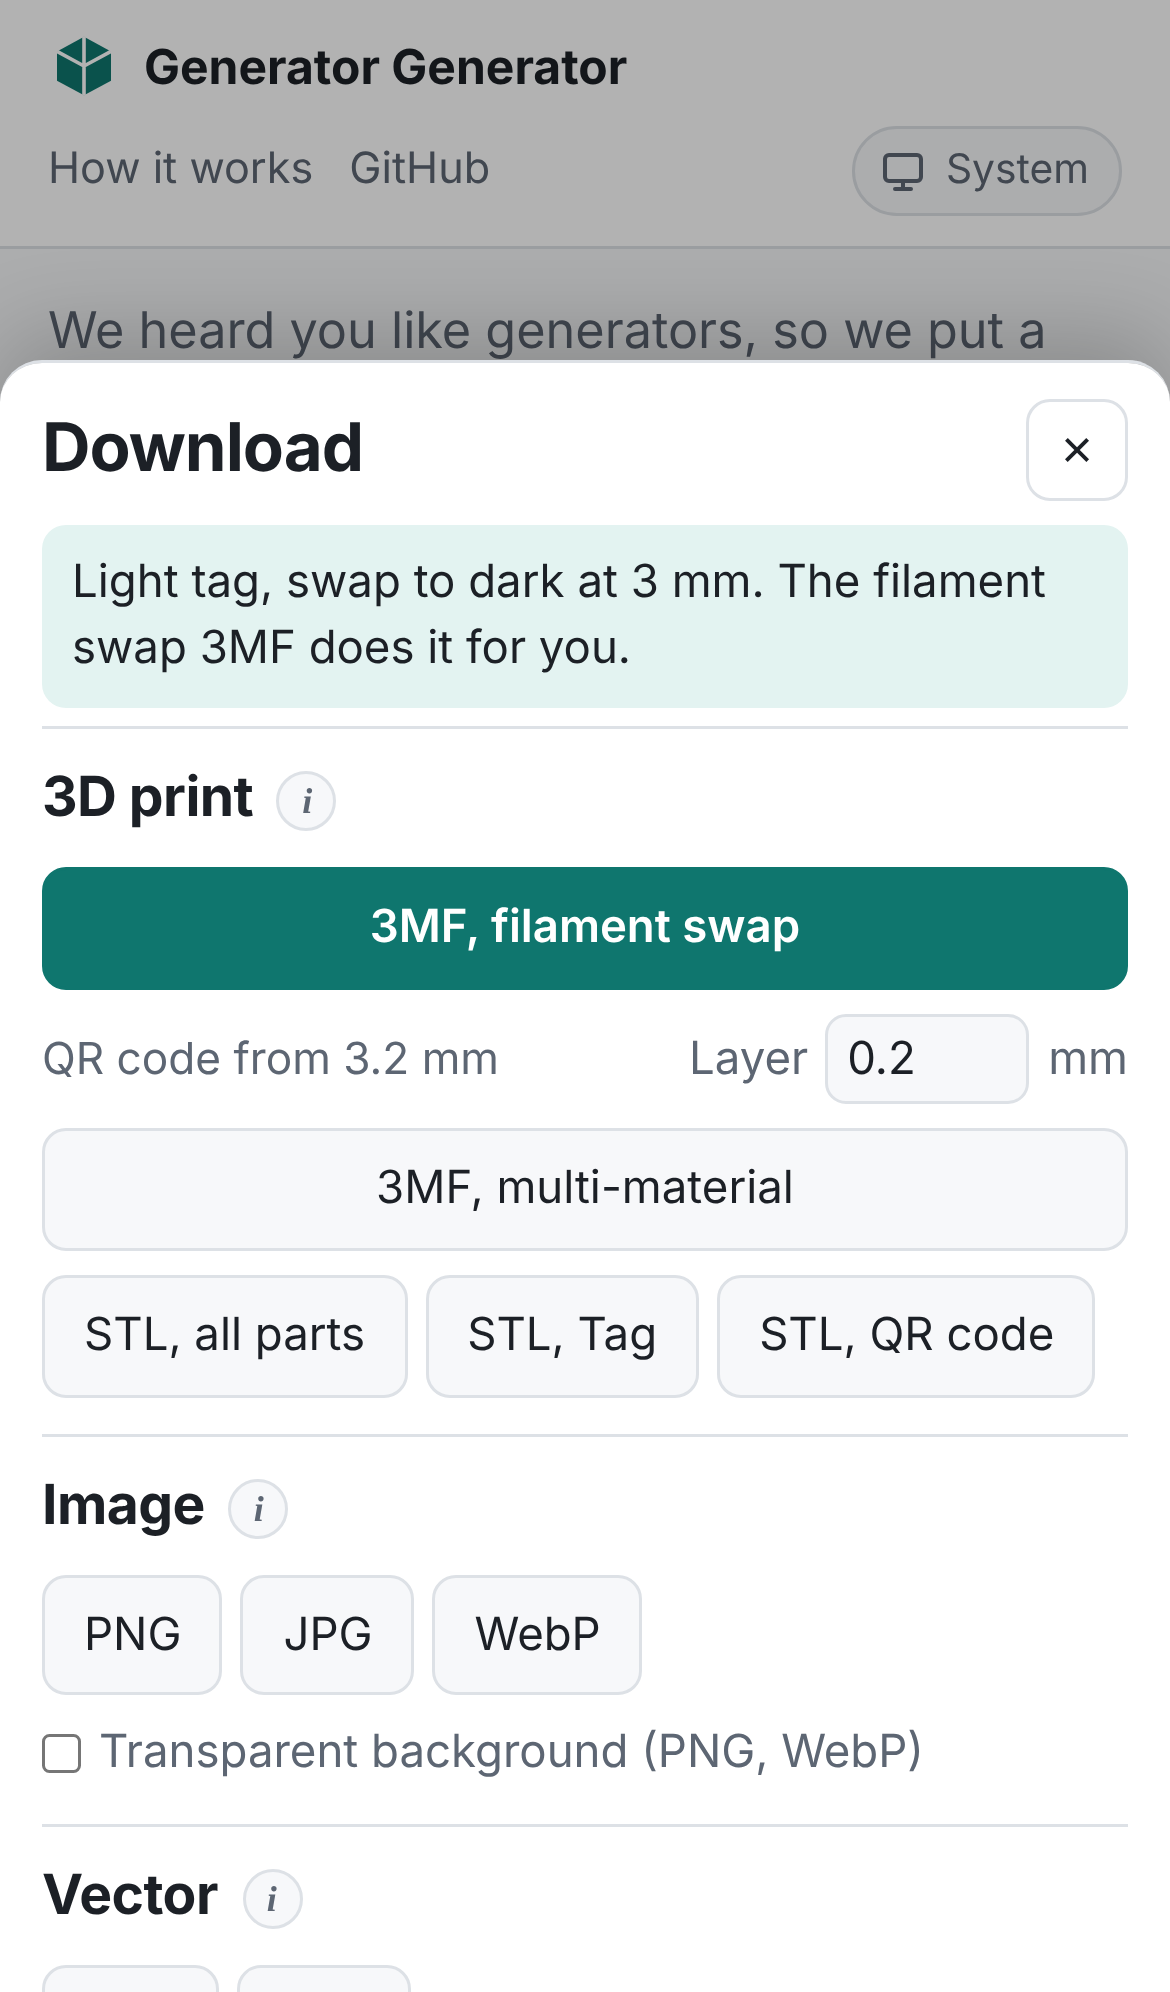 Generator Generator
How it works GitHub System
We heard you like generators, so we put a
Download
×
Light tag, swap to dark at 3 mm. The filament
swap 3MF does it for you.
3D print i
3MF, filament swap
QR code from 3.2 mm Layer 0.2 mm
3MF, multi-material
STL, all parts STL, Tag STL, QR code
Image i
PNG JPG WebP
Transparent background (PNG, WebP)
Vector i